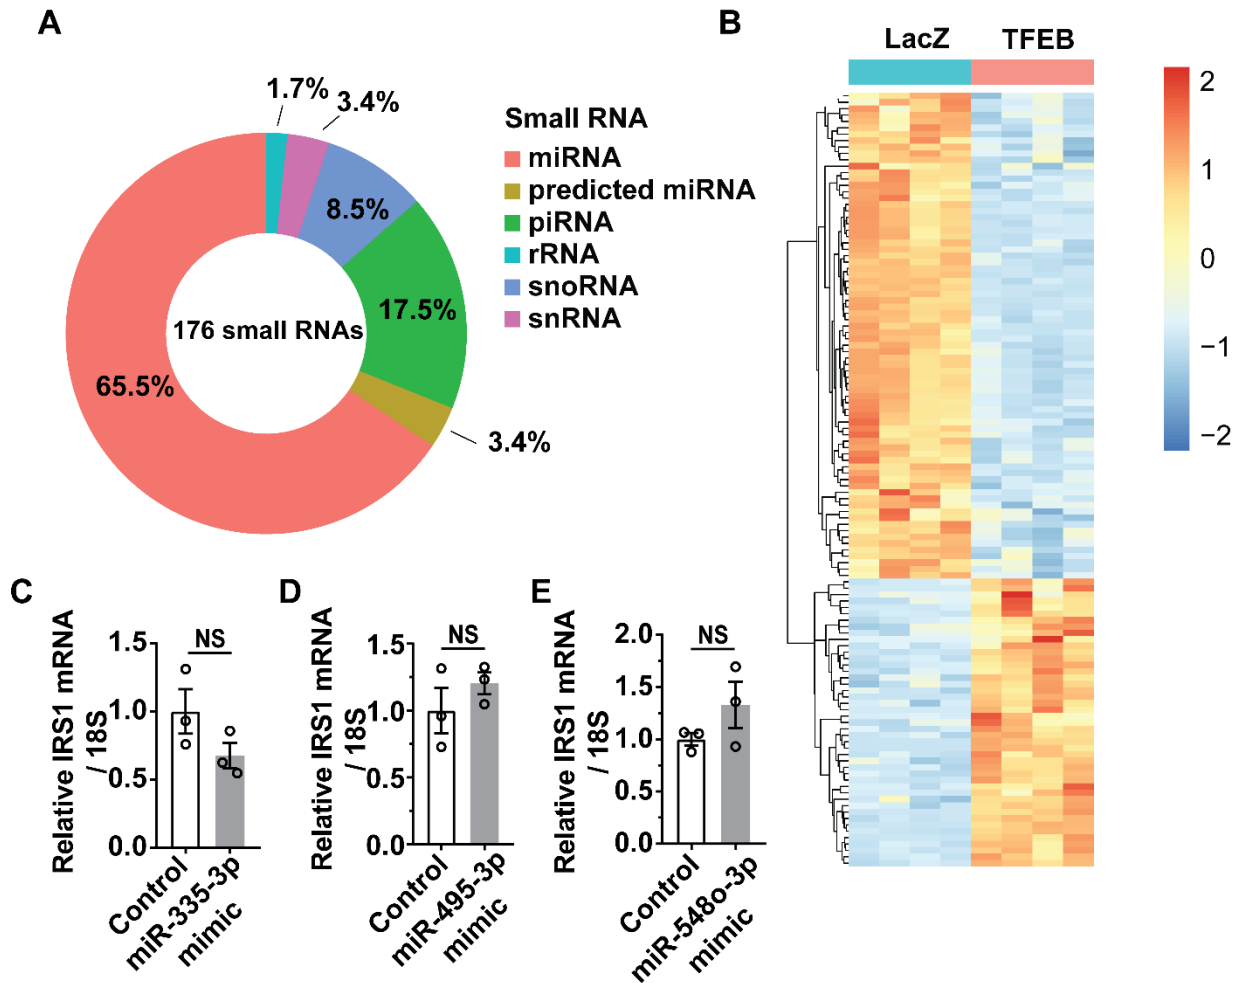 A
1.7%
3.4%
8.5%
17.5%
3.4%
65.5%
176 small RNAs
Small RNA
miRNA
predicted miRNA
piRNA
rRNA
snoRNA
snRNA
B
LacZ
TFEB
2
1
0
−1
−2
C
Relative IRS1 mRNA
/ 18S
1.5
1.0
0.5
0.0
NS
Control
miR-335-3p
mimic
D
Relative IRS1 mRNA
/ 18S
1.5
1.0
0.5
0.0
NS
Control
miR-495-3p
mimic
E
Relative IRS1 mRNA
/ 18S
2.0
1.5
1.0
0.5
0.0
NS
Control
miR-548o-3p
mimic